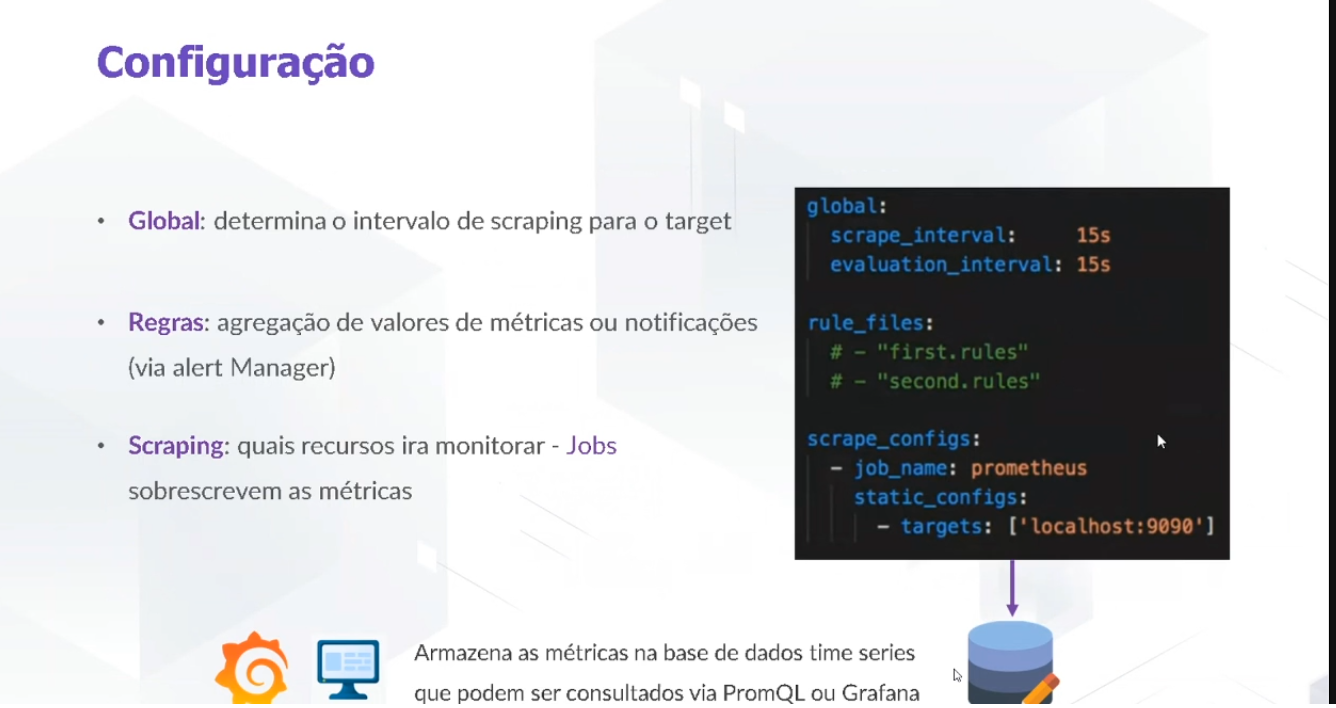 Configuração
• Global: determina o intervalo de scraping para o target
• Regras: agregação de valores de métricas ou notificações
(via alert Manager)
• Scraping: quais recursos ira monitorar - Jobs
sobrescrevem as métricas
global:
scrape_interval: 15s
evaluation_interval: 15s
rule_files:
# - "first.rules"
# - "second.rules"
scrape_configs:
- job_name: prometheus
static_configs:
- targets: ['localhost:9090']
Armazena as métricas na base de dados time series
que podem ser consultados via PromQL ou Grafana